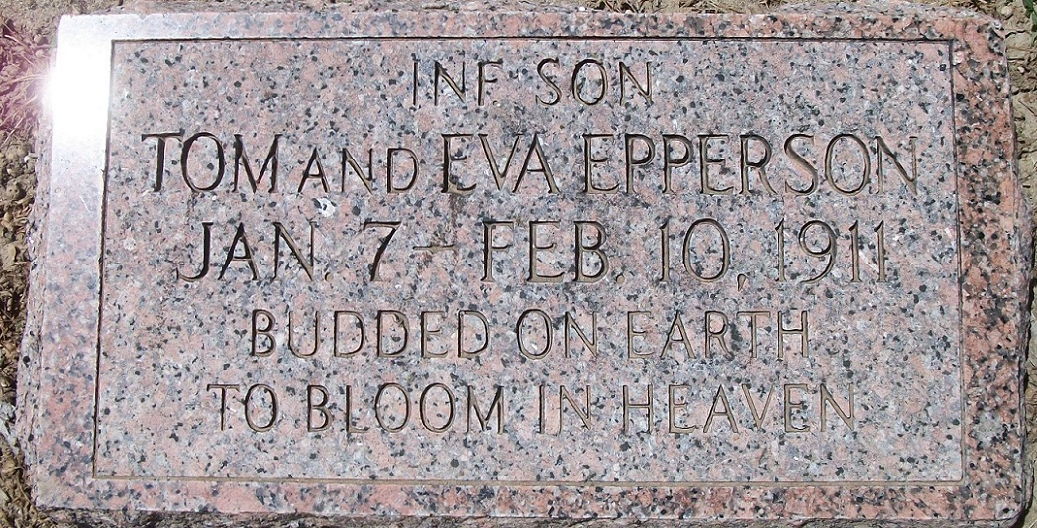 INF. SON
TOM AND EVA EPPERSON
JAN. 7 - FEB. 10, 1911
BUDDED ON EARTH
TO BLOOM IN HEAVEN